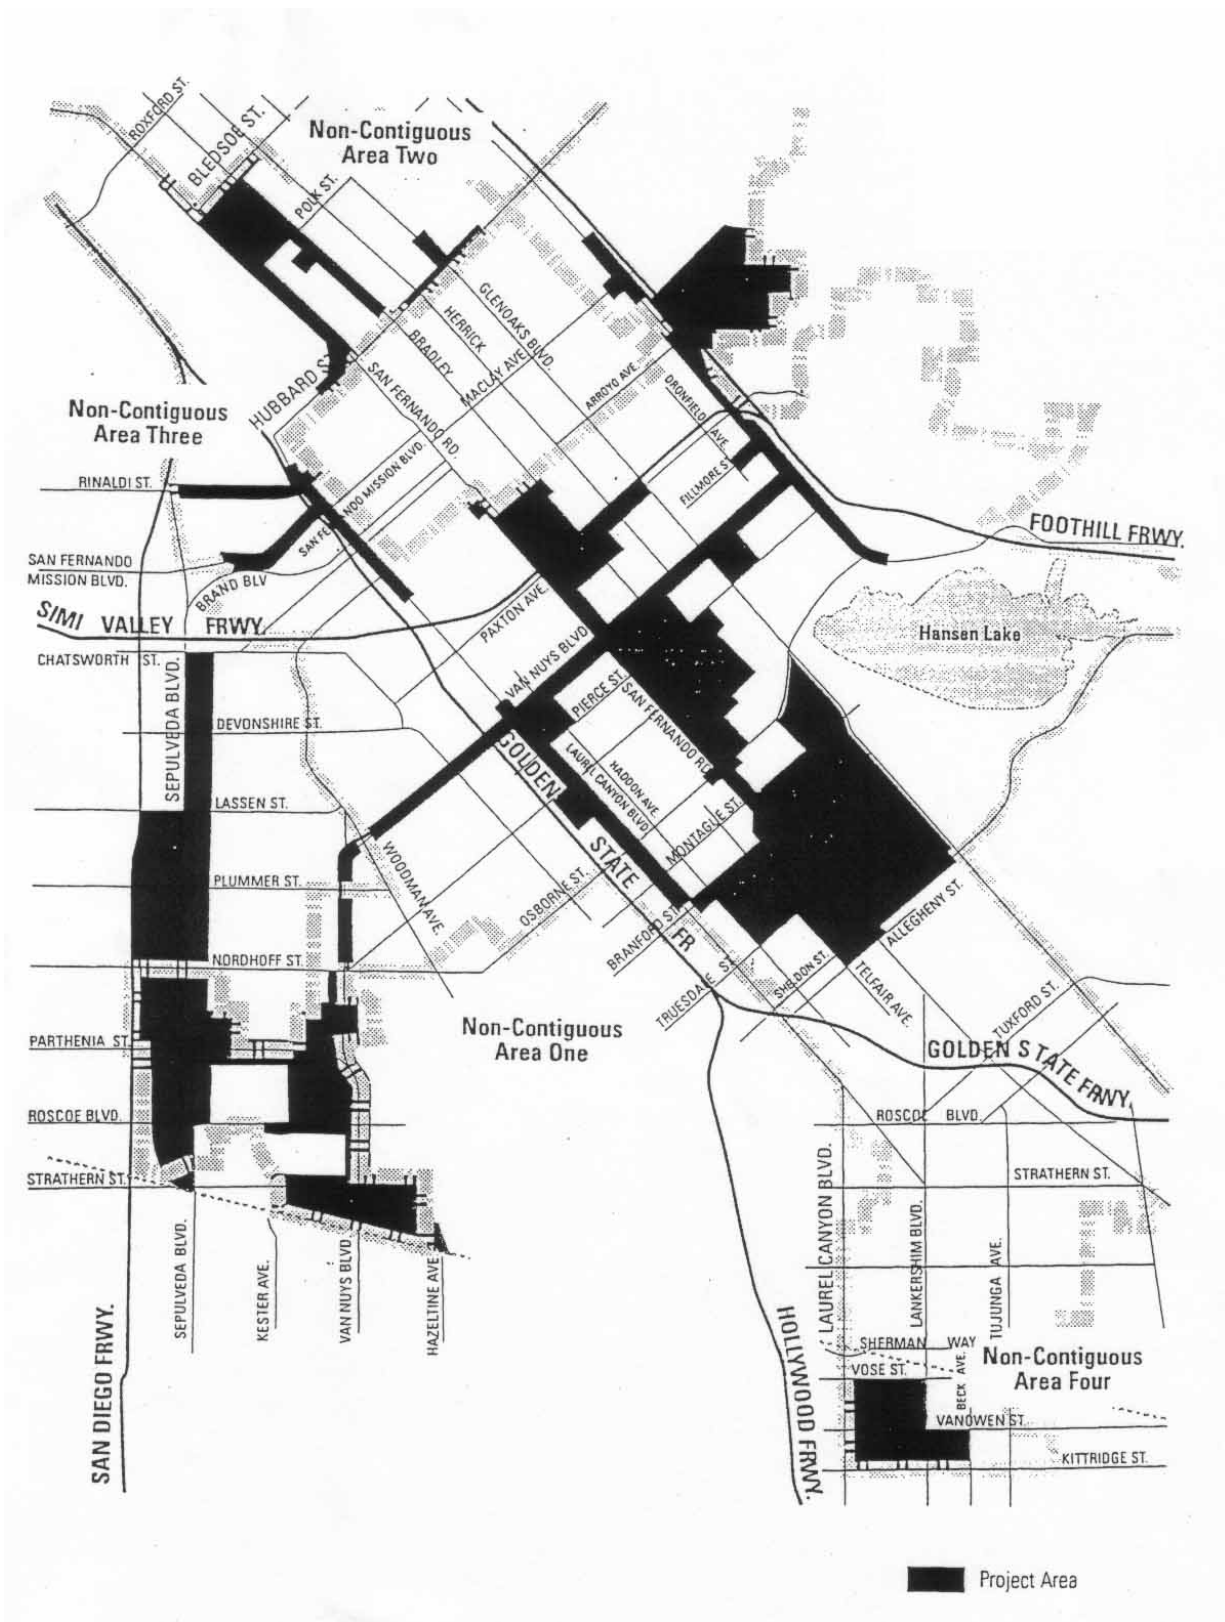 ROXFORD ST.
BLEDSOE ST.
Non-Contiguous
Area Two
POLK ST.
GLENOAKS BLVD.
HERRICK
BRADLEY
MACLAY AVE.
HUBBARD ST.
SAN FERNANDO RD.
ARROYO AVE.
DRONFIELD AVE.
FILLMORE ST.
Non-Contiguous
Area Three
RINALDI ST.
SAN FERNANDO MISSION BLVD.
FOOTHILL FRWY.
SAN FERNANDO
MISSION BLVD.
BRAND BLV
SIMI VALLEY FRWY.
PAXTON AVE.
Hansen Lake
CHATSWORTH ST.
SEPULVEDA BLVD.
VAN NUYS BLVD
PIERCE ST.
SAN FERNANDO RD.
DEVONSHIRE ST.
GOLDEN STATE FR
LAUREL CANYON BLVD.
HADDON AVE.
MONTAGUE ST.
LASSEN ST.
WOODMAN AVE.
PLUMMER ST.
OSBORNE ST.
BRANFORD ST.
ALLEGHENY ST.
NORDHOFF ST.
TRUESDALE ST.
SHELDON ST.
TELFAIR AVE.
TUXFORD ST.
Non-Contiguous
Area One
PARTHENIA ST.
GOLDEN STATE FRWY.
ROSCOE BLVD.
ROSCOE BLVD.
STRATHERN ST.
STRATHERN ST.
SEPULVEDA BLVD.
KESTER AVE.
VAN NUYS BLVD.
HAZELTINE AVE.
LAUREL CANYON BLVD.
LANKERSHIM BLVD.
TUJUNGA AVE.
SAN DIEGO FRWY.
HOLLYWOOD FRWY.
SHERMAN WAY
VOSE ST.
BECK AVE.
Non-Contiguous
Area Four
VANOWEN ST.
KITTRIDGE ST.
Project Area